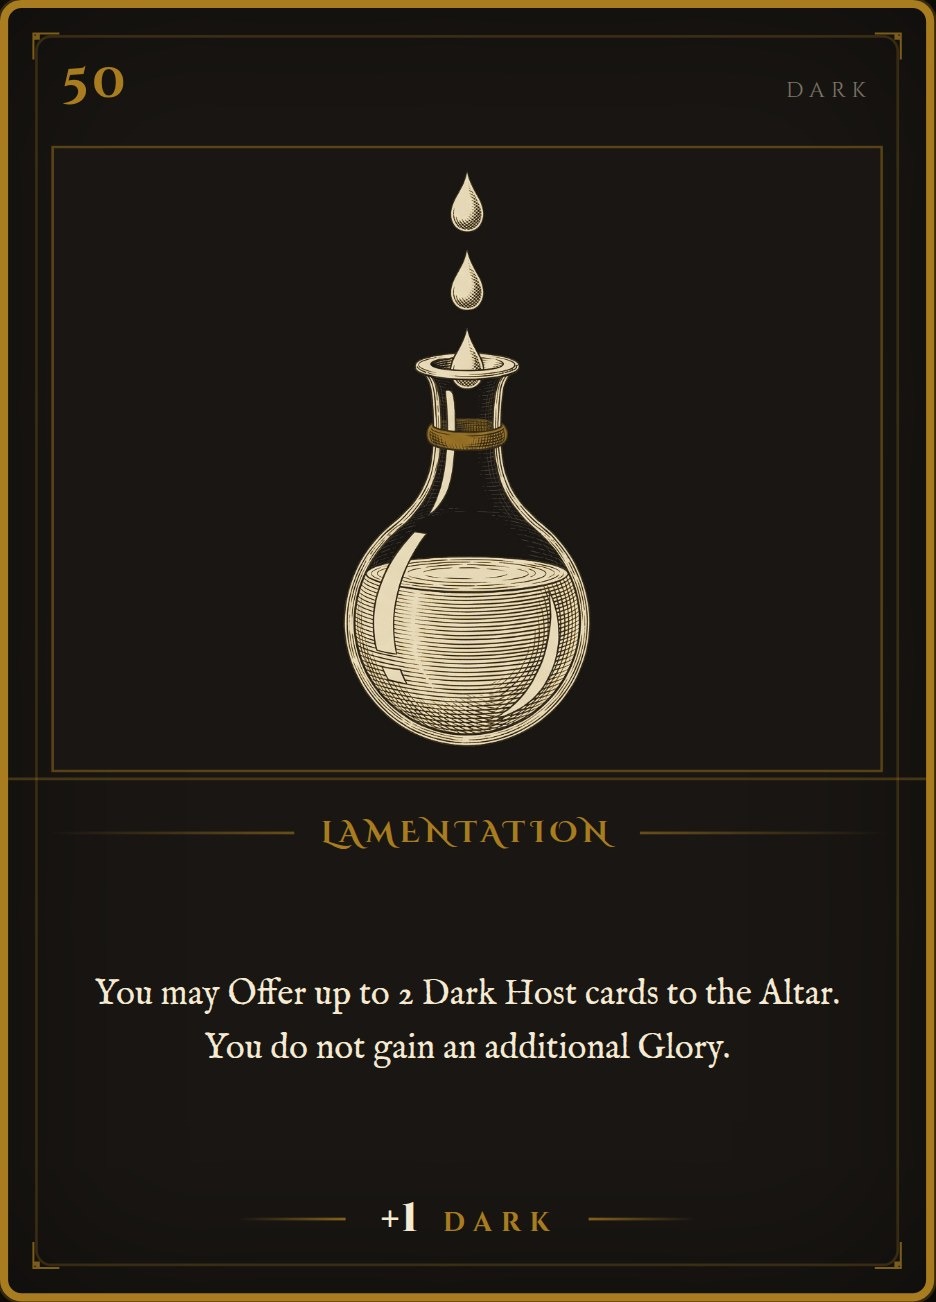 50
DARK
LAMENTATION
You may Offer up to 2 Dark Host cards to the Altar.
You do not gain an additional Glory.
+1 DARK